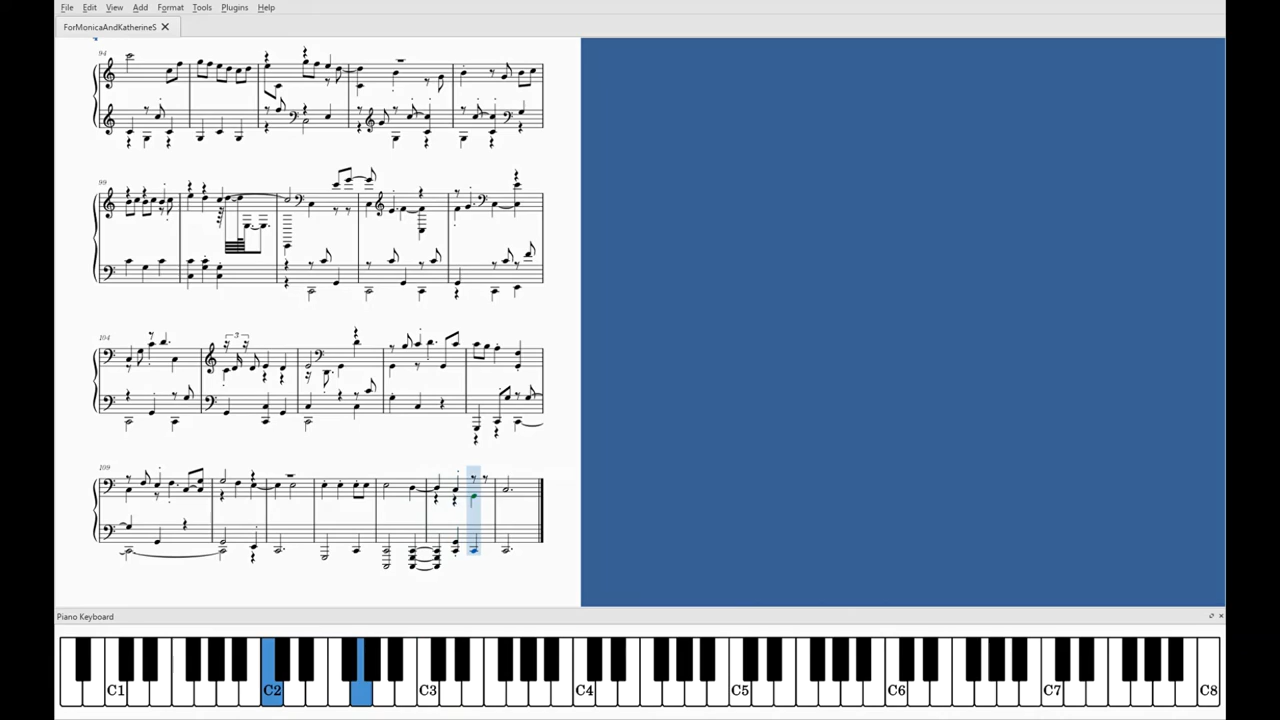 File Edit View Add Format Tools Plugins Help
ForMonicaAndKatherineS
94
99
104
3
109
Piano Keyboard
C1 C2 C3 C4 C5 C6 C7 C8